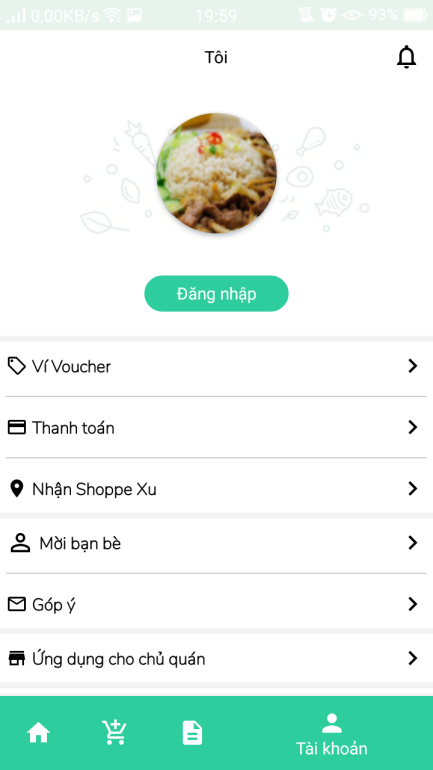 0,00KB/s 19:59 93%
Tôi
Đăng nhập
Ví Voucher
Thanh toán
Nhận Shoppe Xu
Mời bạn bè
Góp ý
Ứng dụng cho chủ quán
Tài khoản